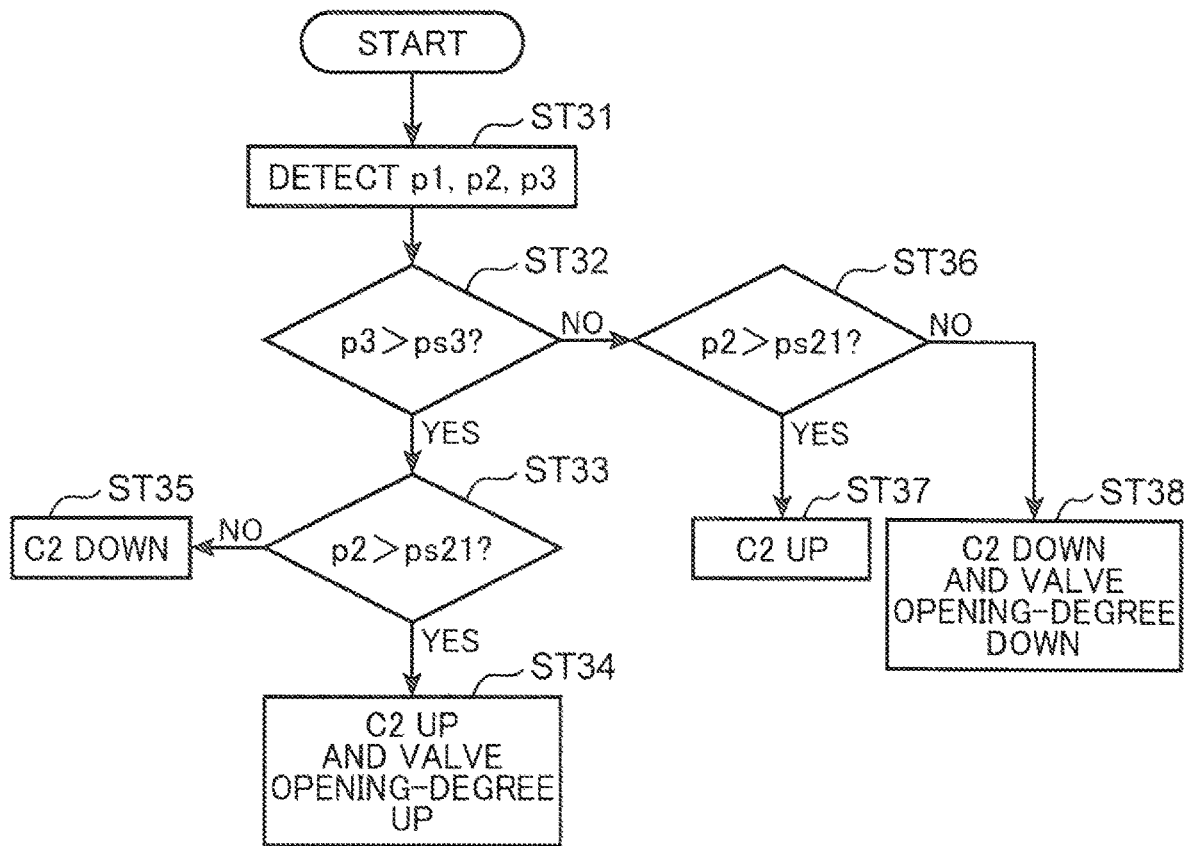 START
ST31
DETECT p1, p2, p3
ST32
p3>ps3?
NO
ST36
p2>ps21?
NO
YES
YES
ST33
p2>ps21?
NO
ST35
C2 DOWN
ST37
C2 UP
ST38
C2 DOWN
AND VALVE
OPENING-DEGREE
DOWN
YES
ST34
C2 UP
AND VALVE
OPENING-DEGREE
UP